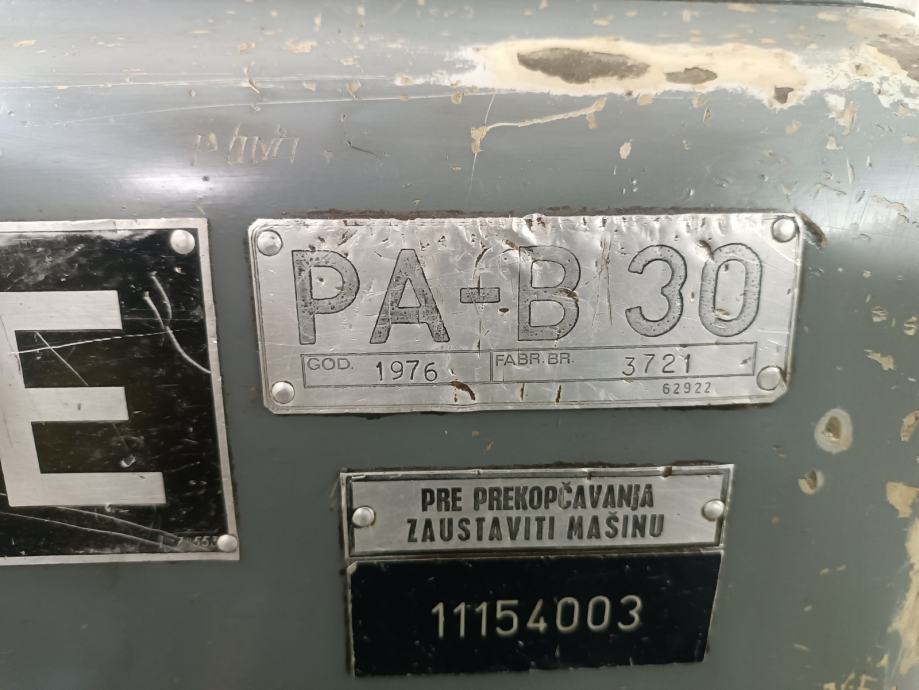 E
PA-B 30
GOD. 1976 FABR. BR. 3721
62922
PRE PREKOPČAVANJA
ZAUSTAVITI MAŠINU
11154003